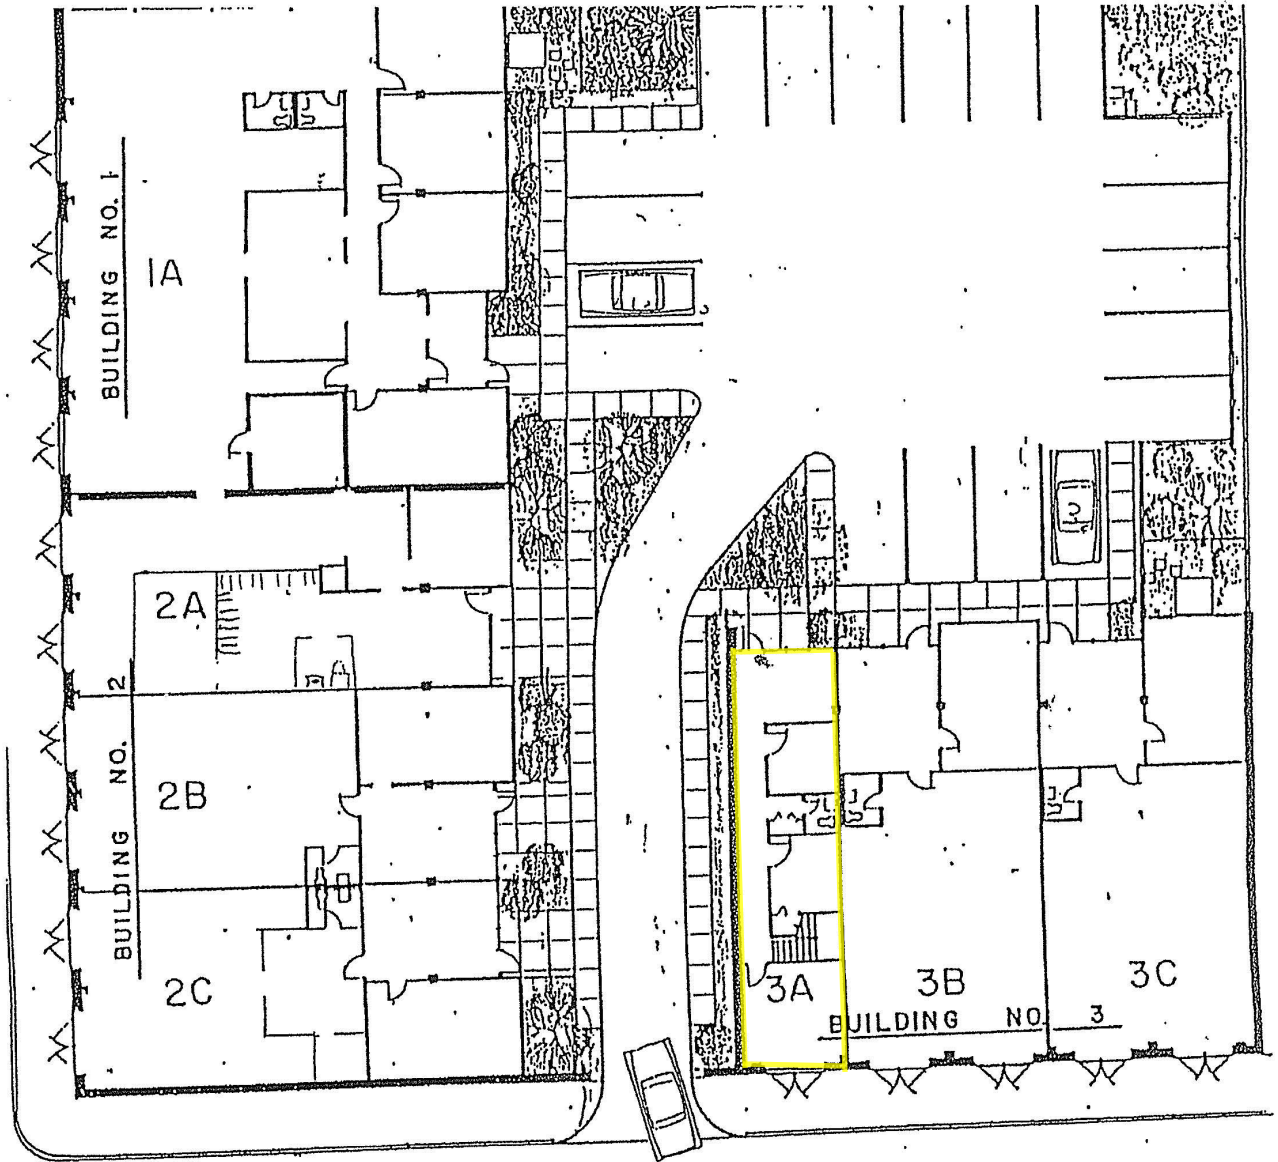 BUILDING NO. 1
1A
2A
BUILDING NO. 2
2B
2C
3A
3B
3C
BUILDING NO. 3